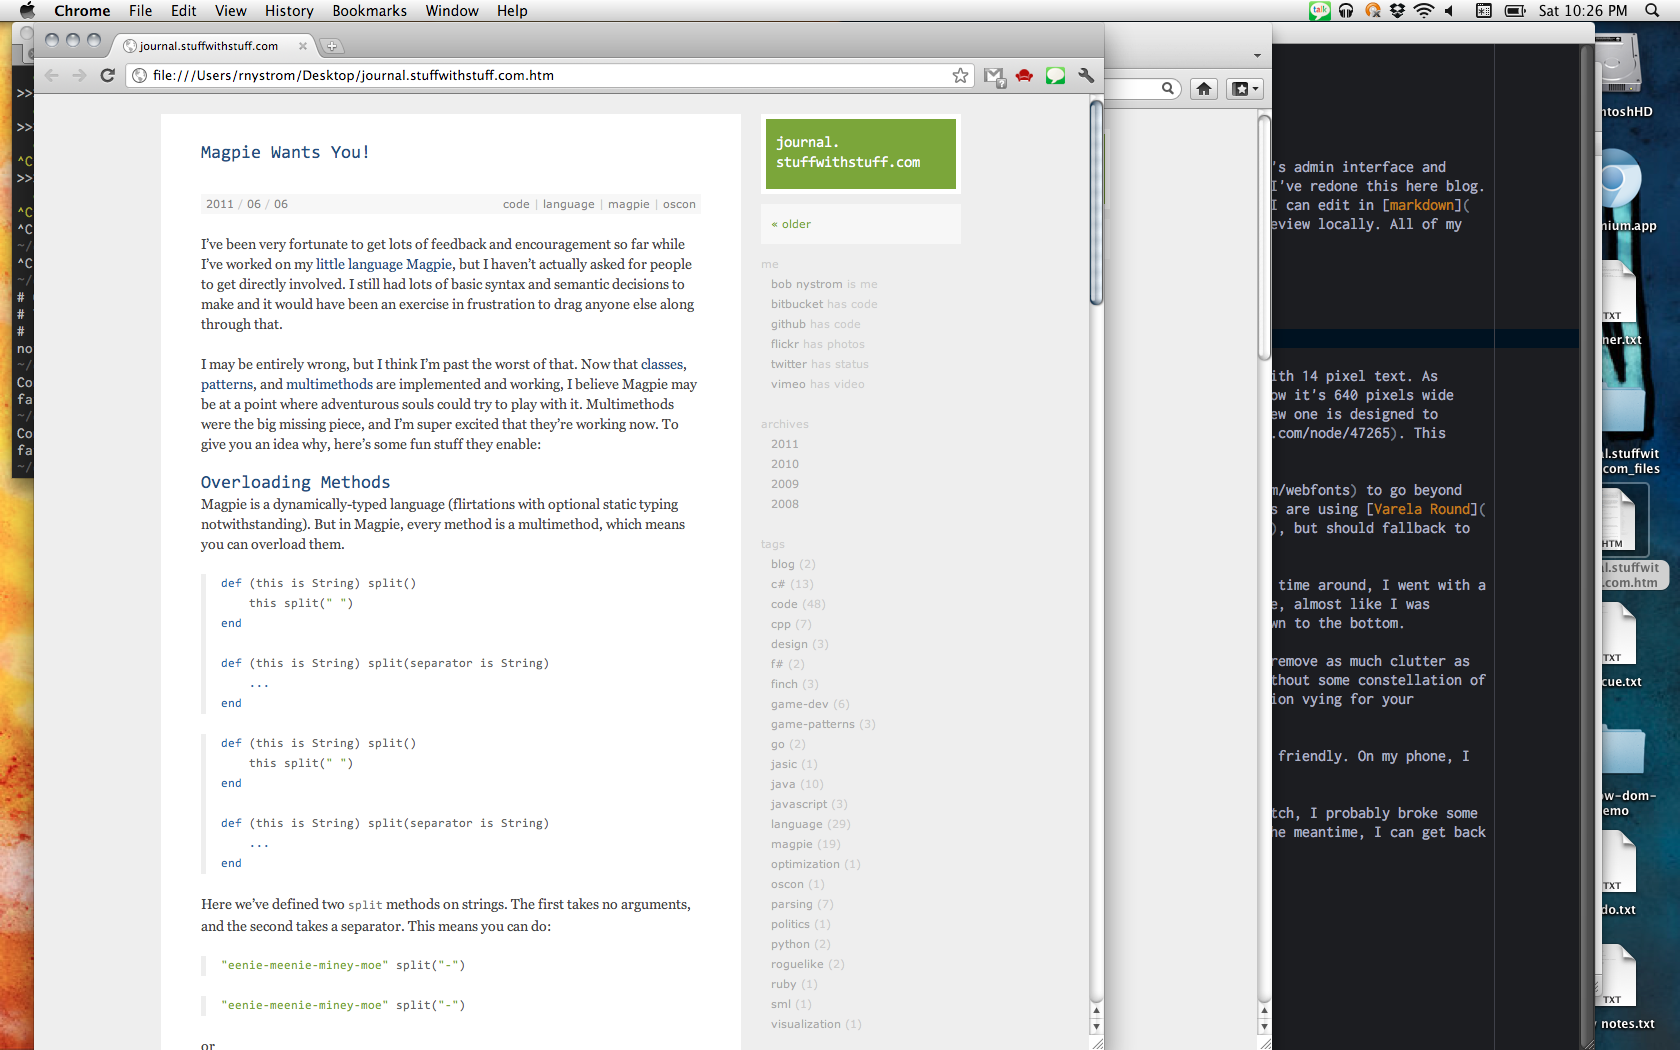 Chrome File Edit View History Bookmarks Window Help
talk
Sat 10:26 PM
journal.stuffwithstuff.com
file:///Users/rnystrom/Desktop/journal.stuffwithstuff.com.htm
Magpie Wants You!
2011 / 06 / 06
code | language | magpie | oscon
I've been very fortunate to get lots of feedback and encouragement so far while
I've worked on my little language Magpie, but I haven't actually asked for people
to get directly involved. I still had lots of basic syntax and semantic decisions to
make and it would have been an exercise in frustration to drag anyone else along
through that.
I may be entirely wrong, but I think I'm past the worst of that. Now that classes,
patterns, and multimethods are implemented and working, I believe Magpie may
be at a point where adventurous souls could try to play with it. Multimethods
were the big missing piece, and I'm super excited that they're working now. To
give you an idea why, here's some fun stuff they enable:
Overloading Methods
Magpie is a dynamically-typed language (flirtations with optional static typing
notwithstanding). But in Magpie, every method is a multimethod, which means
you can overload them.
def (this is String) split()
this split(" ")
end
def (this is String) split(separator is String)
...
end
def (this is String) split()
this split(" ")
end
def (this is String) split(separator is String)
...
end
Here we've defined two split methods on strings. The first takes no arguments,
and the second takes a separator. This means you can do:
"eenie-meenie-miney-moe" split("-")
"eenie-meenie-miney-moe" split("-")
or
journal.
stuffwithstuff.com
« older
me
bob nystrom is me
bitbucket has code
github has code
flickr has photos
twitter has status
vimeo has video
archives
2011
2010
2009
2008
tags
blog (2)
c# (13)
code (48)
cpp (7)
design (3)
f# (2)
finch (3)
game-dev (6)
game-patterns (3)
go (2)
jasic (1)
java (10)
javascript (3)
language (29)
magpie (19)
optimization (1)
oscon (1)
parsing (7)
politics (1)
python (2)
roguelike (2)
ruby (1)
sml (1)
visualization (1)
>>
>>
^C
>>
^C
^C
~/
^C
~/
#
#
#
no
~/
Co
fa
~/
Co
fa
~/
's admin interface and
I've redone this here blog.
I can edit in [markdown](
eview locally. All of my
ith 14 pixel text. As
ow it's 640 pixels wide
ew one is designed to
.com/node/47265). This
m/webfonts) to go beyond
s are using [Varela Round](
), but should fallback to
time around, I went with a
e, almost like I was
wn to the bottom.
remove as much clutter as
thout some constellation of
ion vying for your
friendly. On my phone, I
tch, I probably broke some
he meantime, I can get back
ntoshHD
mium.app
TXT
ner.txt
al.stuffwit
com_files
HTM
al.stuffwit
.com.htm
TXT
cue.txt
ow-dom-
emo
TXT
do.txt
TXT
notes.txt